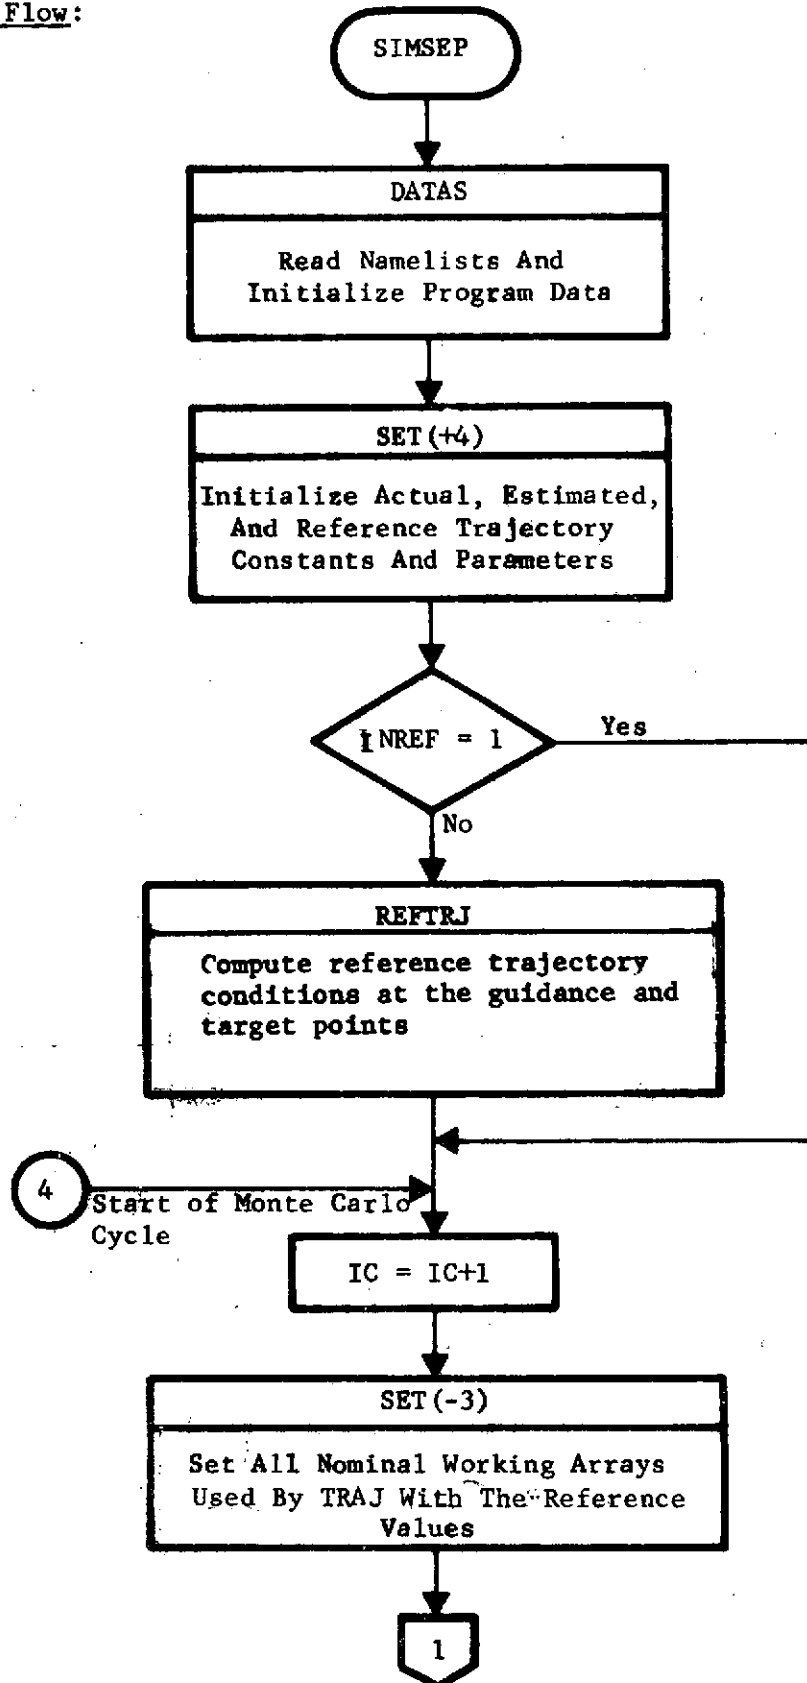 Flow:
SIMSEP
DATAS
Read Namelists And
Initialize Program Data
SET(+4)
Initialize Actual, Estimated,
And Reference Trajectory
Constants And Parameters
INREF = 1
Yes
No
REFTRJ
Compute reference trajectory
conditions at the guidance and
target points
4
Start of Monte Carlo
Cycle
IC = IC+1
SET(-3)
Set All Nominal Working Arrays
Used By TRAJ With The Reference
Values
1